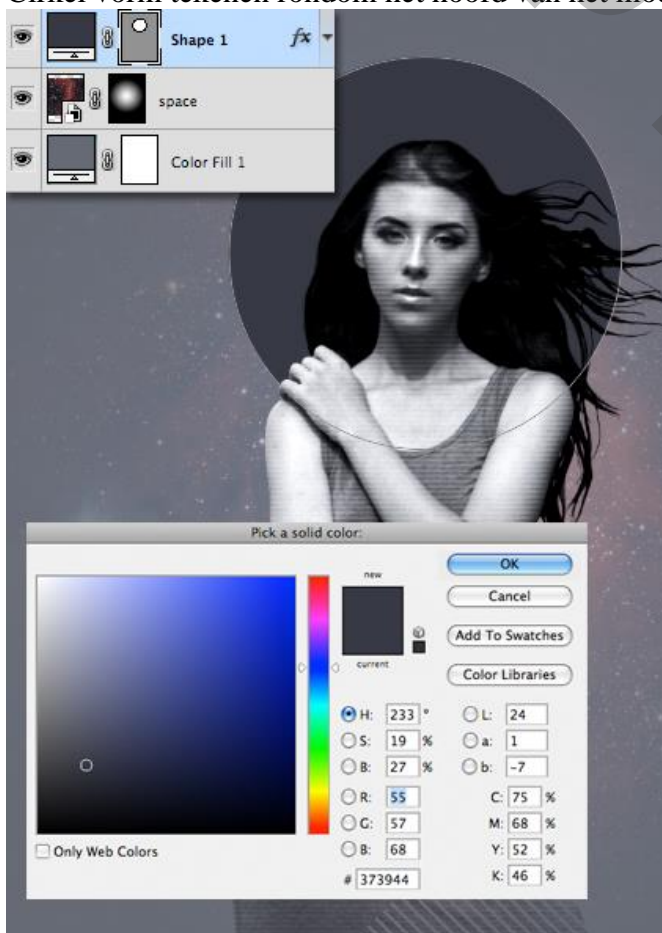 Shape 1 fx
space
Color Fill 1
Pick a solid color:
new
current
OK
Cancel
Add To Swatches
Color Libraries
H: 233 °
S: 19 %
B: 27 %
R: 55
G: 57
B: 68
# 373944
L: 24
a: 1
b: -7
C: 75 %
M: 68 %
Y: 52 %
K: 46 %
Only Web Colors